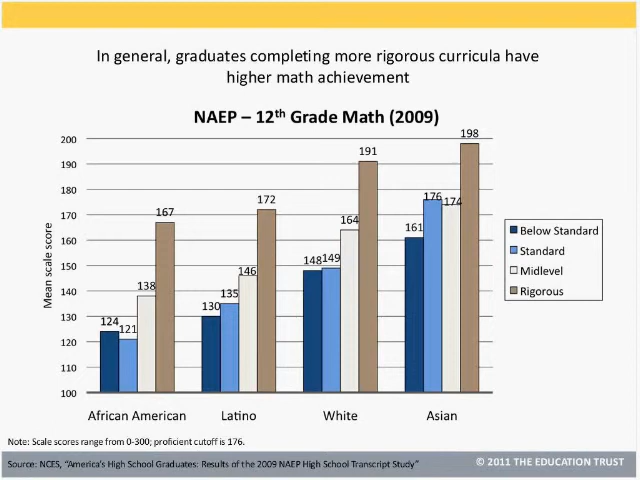 In general, graduates completing more rigorous curricula have
higher math achievement
NAEP – 12th Grade Math (2009)
Mean scale score
200
190
180
170
160
150
140
130
120
110
100
124
121
138
167
130
135
146
172
148
149
164
191
161
176
174
198
African American
Latino
White
Asian
Below Standard
Standard
Midlevel
Rigorous
Note: Scale scores range from 0-300; proficient cutoff is 176.
Source: NCES, “America’s High School Graduates: Results of the 2009 NAEP High School Transcript Study”
© 2011 THE EDUCATION TRUST